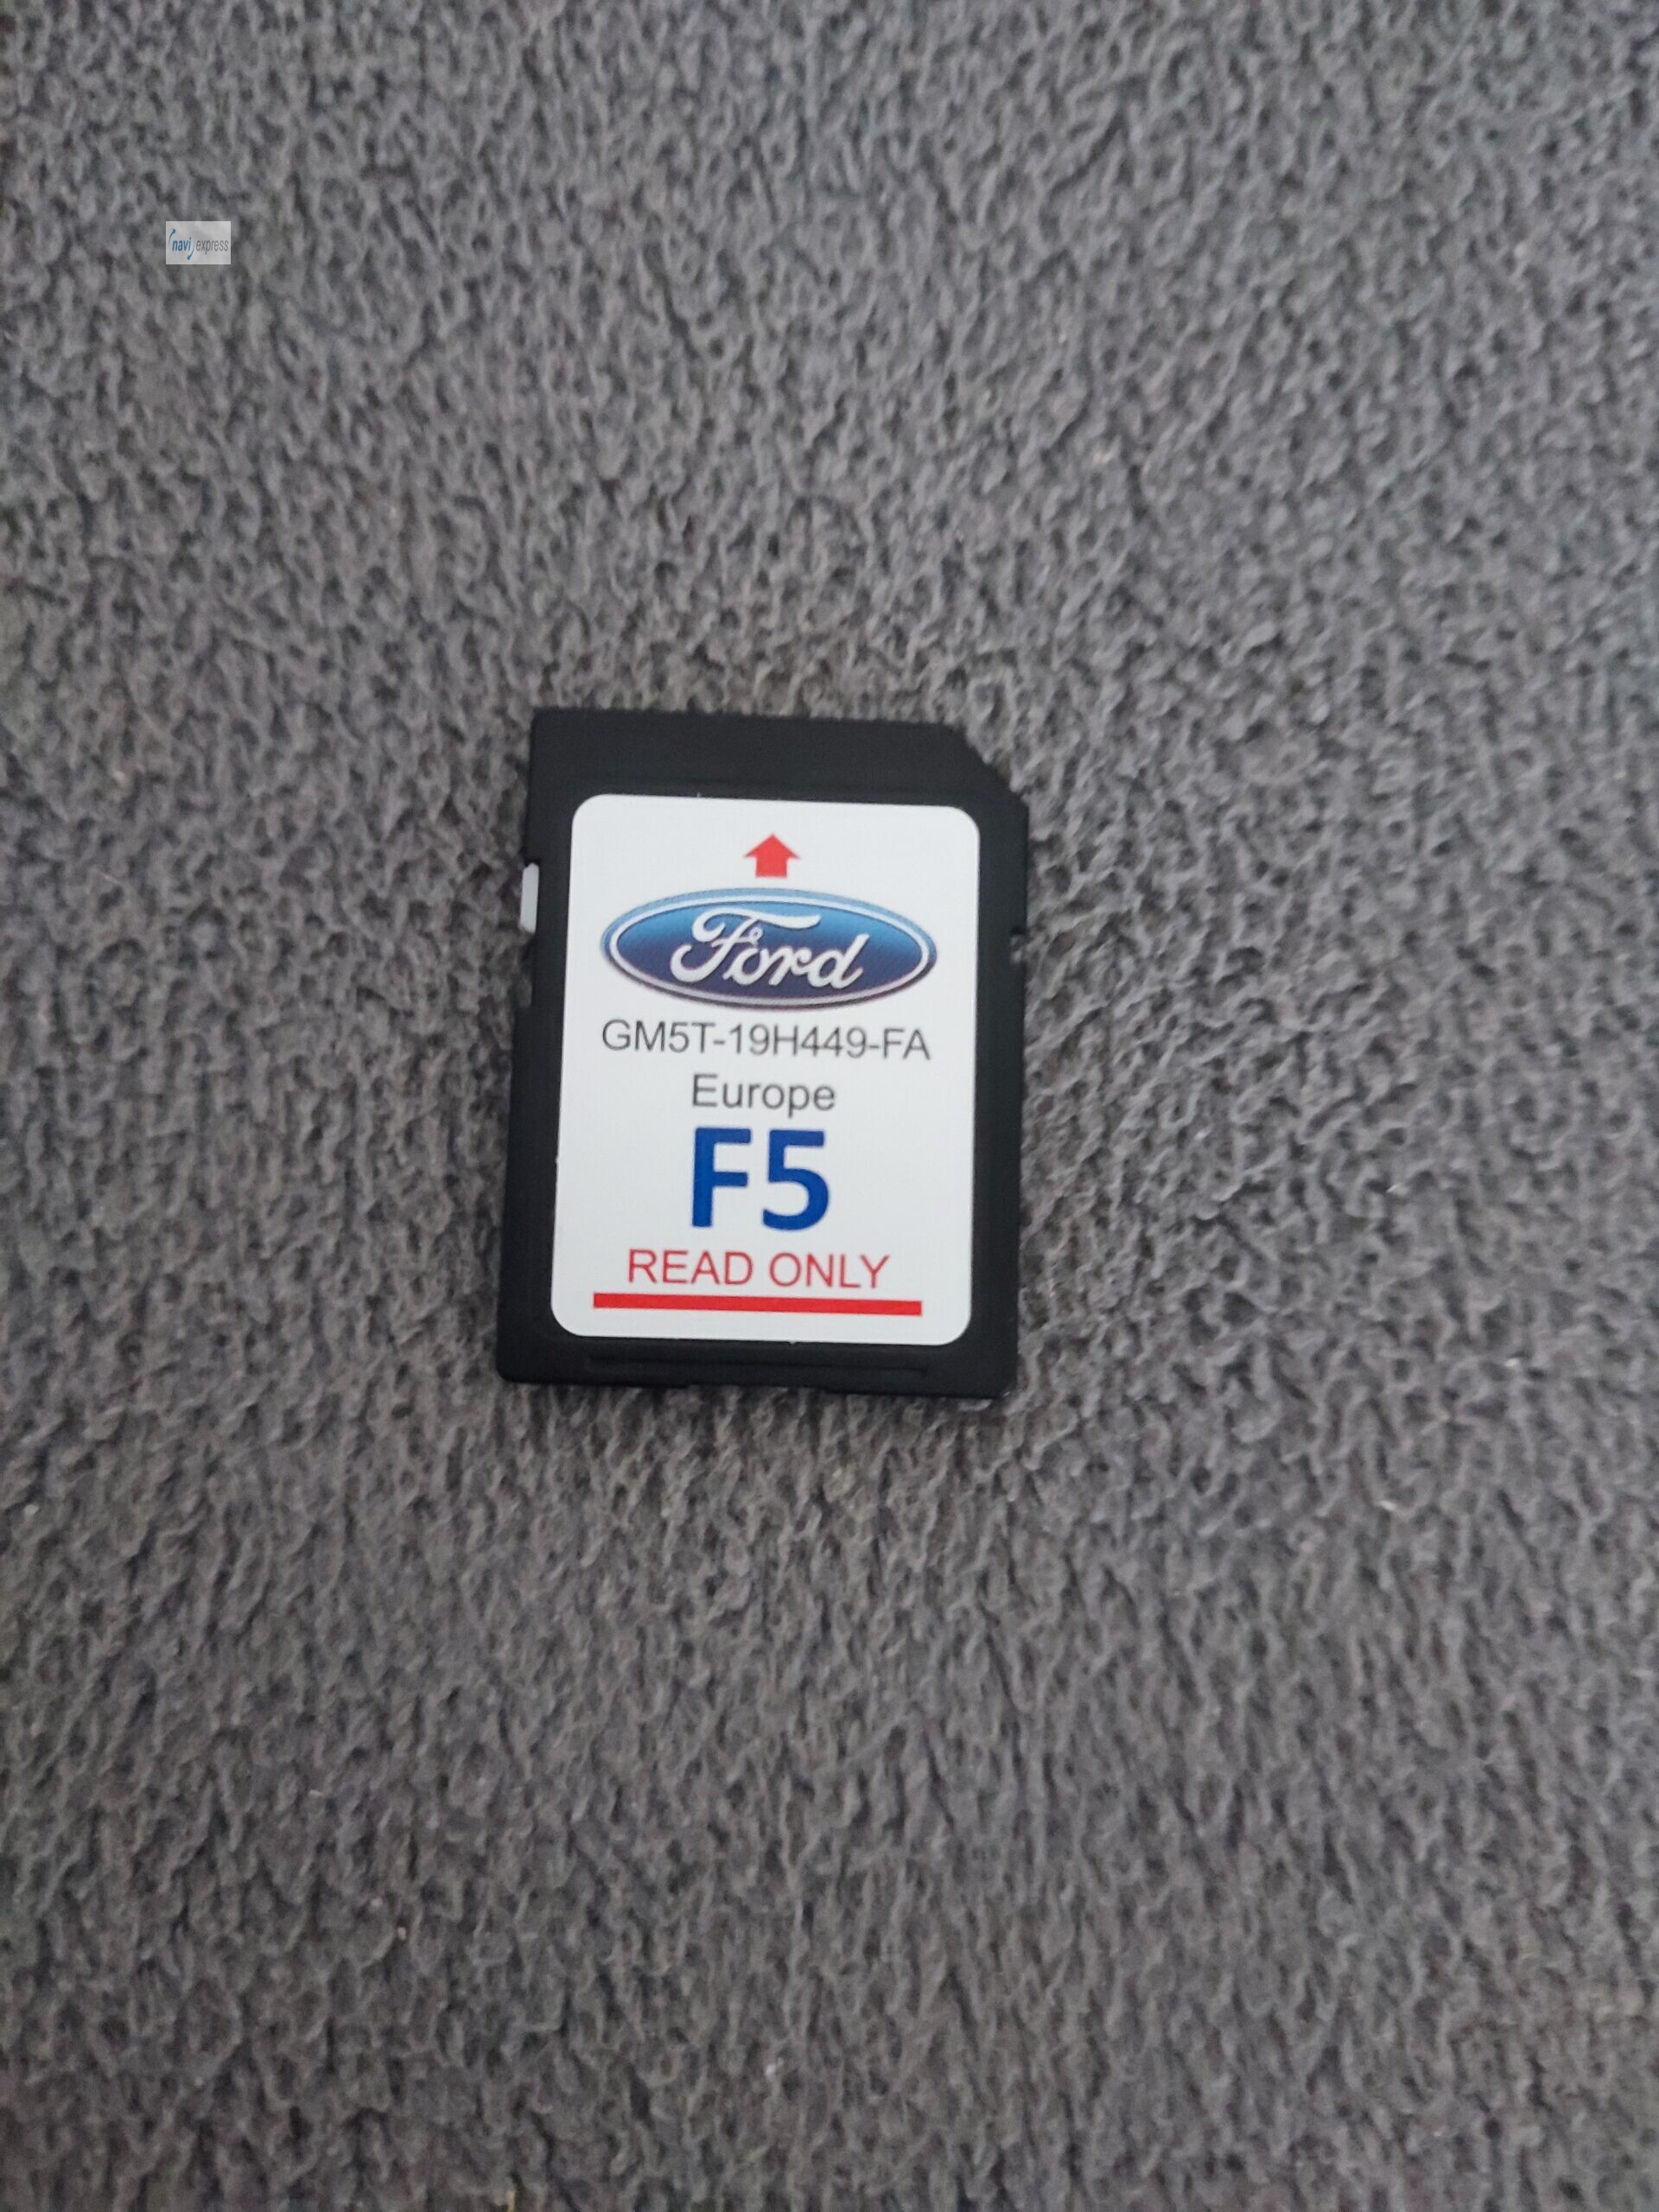 navi express
Ford
GM5T-19H449-FA
Europe
F5
READ ONLY